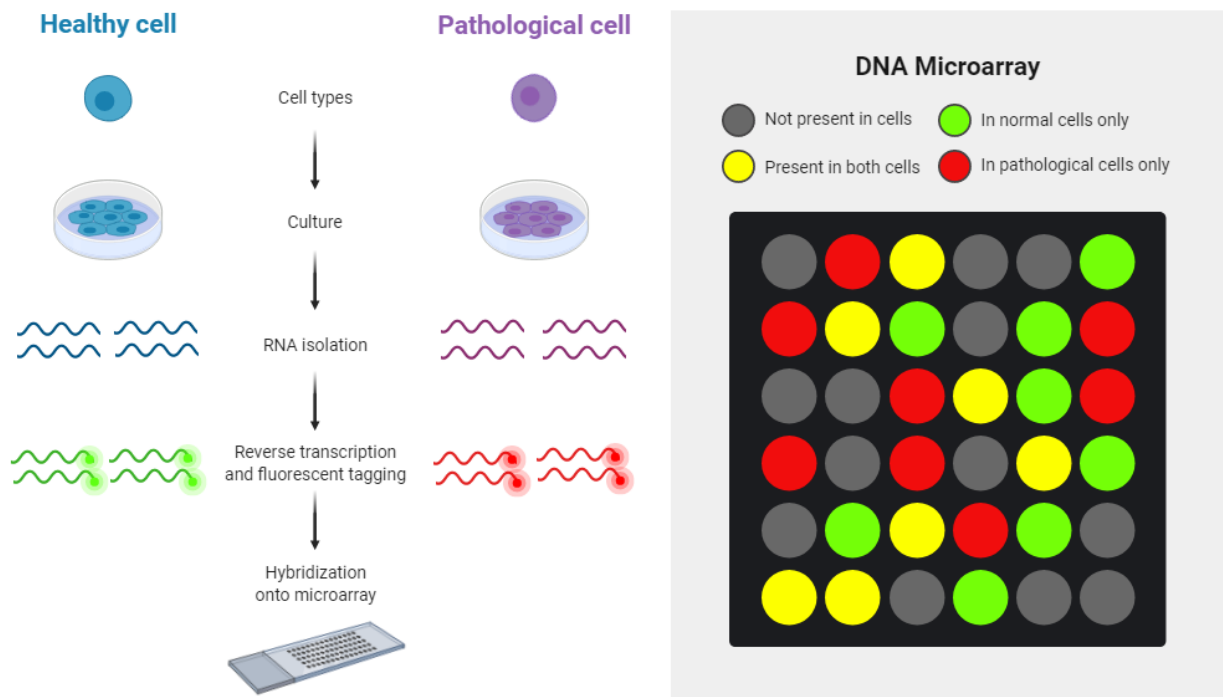 Healthy cell
Pathological cell
Cell types
Culture
RNA isolation
Reverse transcription
and fluorescent tagging
Hybridization
onto microarray
DNA Microarray
Not present in cells
In normal cells only
Present in both cells
In pathological cells only